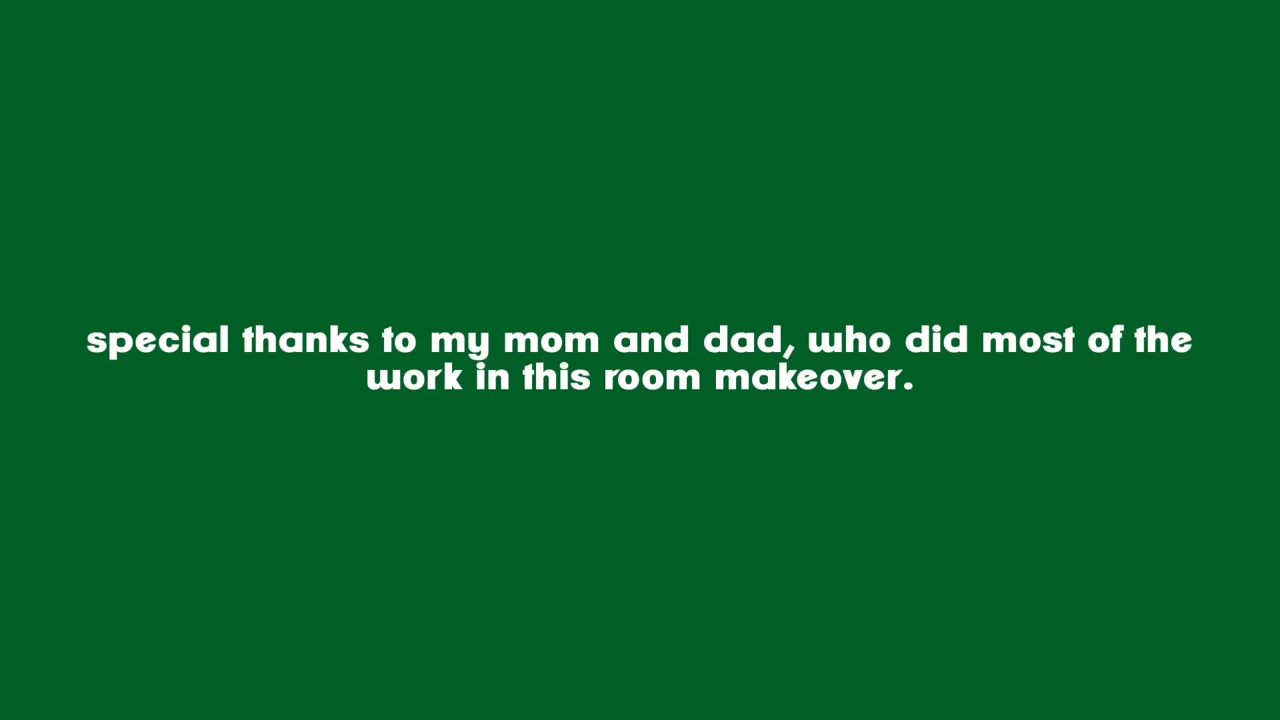 special thanks to my mom and dad, who did most of the
work in this room makeover.